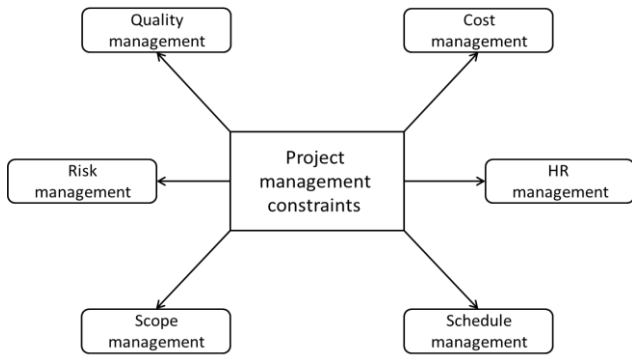 Quality
management
Cost
management
Risk
management
Project
management
constraints
HR
management
Scope
management
Schedule
management